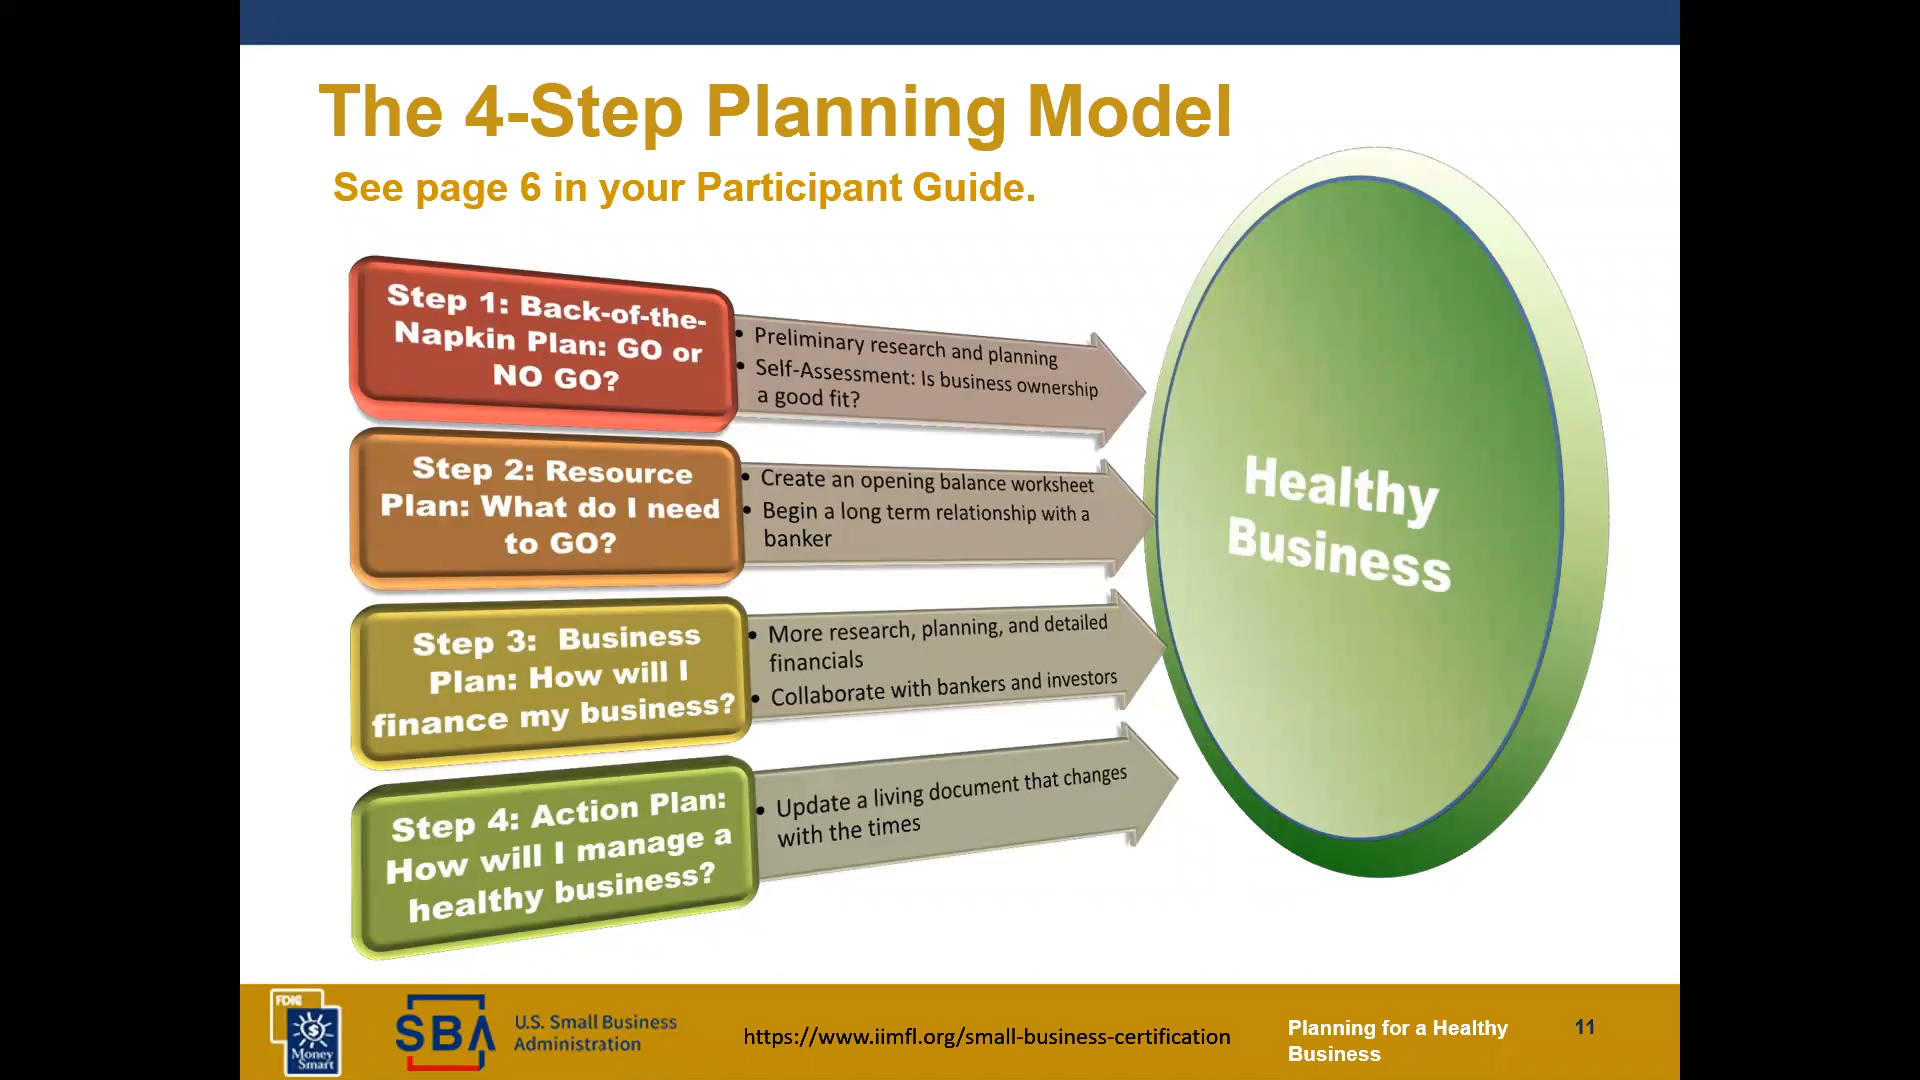 The 4-Step Planning Model
See page 6 in your Participant Guide.
Step 1: Back-of-the-
Napkin Plan: GO or
NO GO?
• Preliminary research and planning
• Self-Assessment: Is business ownership
a good fit?
Step 2: Resource
Plan: What do I need
to GO?
• Create an opening balance worksheet
• Begin a long term relationship with a
banker
Step 3:  Business
Plan: How will I
finance my business?
• More research, planning, and detailed
financials
• Collaborate with bankers and investors
Step 4: Action Plan:
How will I manage a
healthy business?
• Update a living document that changes
with the times
Healthy
Business
FDIC
Money
Smart
SBA
U.S. Small Business
Administration
https://www.iimfl.org/small-business-certification
Planning for a Healthy
Business
11